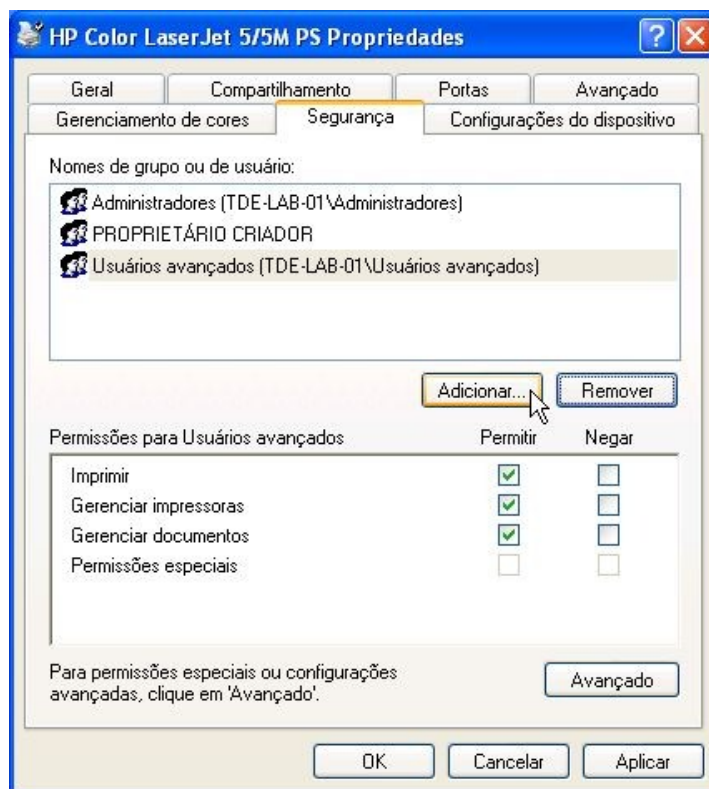 HP Color LaserJet 5/5M PS Propriedades
Geral Compartilhamento Portas Avançado
Gerenciamento de cores Segurança Configurações do dispositivo
Nomes de grupo ou de usuário:
Administradores (TDE-LAB-01\Administradores)
PROPRIETÁRIO CRIADOR
Usuários avançados (TDE-LAB-01\Usuários avançados)
Adicionar... Remover
Permissões para Usuários avançados Permitir Negar
Imprimir
Gerenciar impressoras
Gerenciar documentos
Permissões especiais
Para permissões especiais ou configurações
avançadas, clique em 'Avançado'.
Avançado
OK Cancelar Aplicar